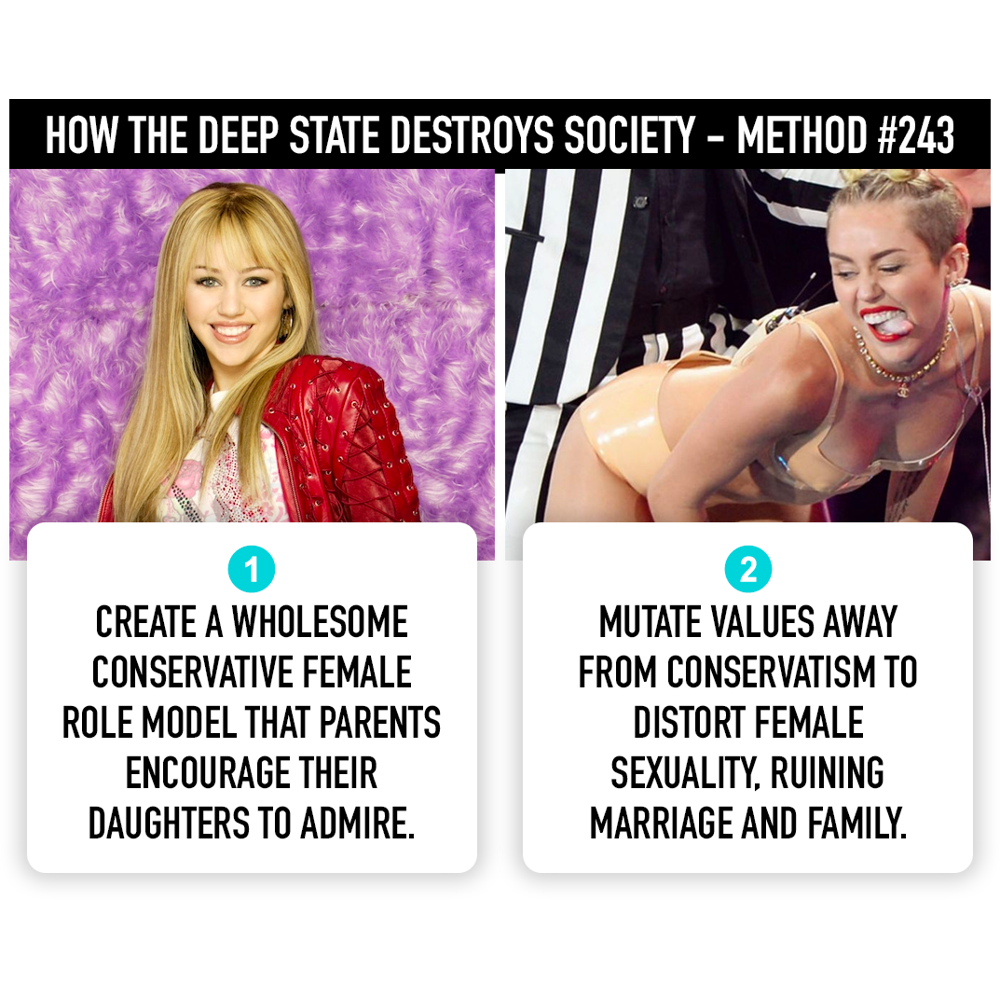 HOW THE DEEP STATE DESTROYS SOCIETY - METHOD #243
1
CREATE A WHOLESOME
CONSERVATIVE FEMALE
ROLE MODEL THAT PARENTS
ENCOURAGE THEIR
DAUGHTERS TO ADMIRE.
2
MUTATE VALUES AWAY
FROM CONSERVATISM TO
DISTORT FEMALE
SEXUALITY, RUINING
MARRIAGE AND FAMILY.